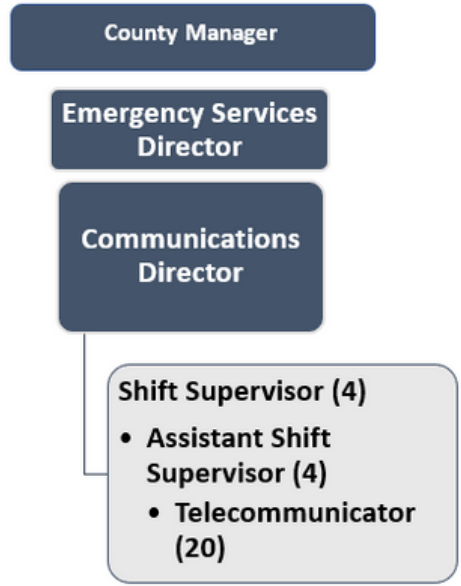 County Manager
Emergency Services
Director
Communications
Director
Shift Supervisor (4)
• Assistant Shift
Supervisor (4)
• Telecommunicator
(20)